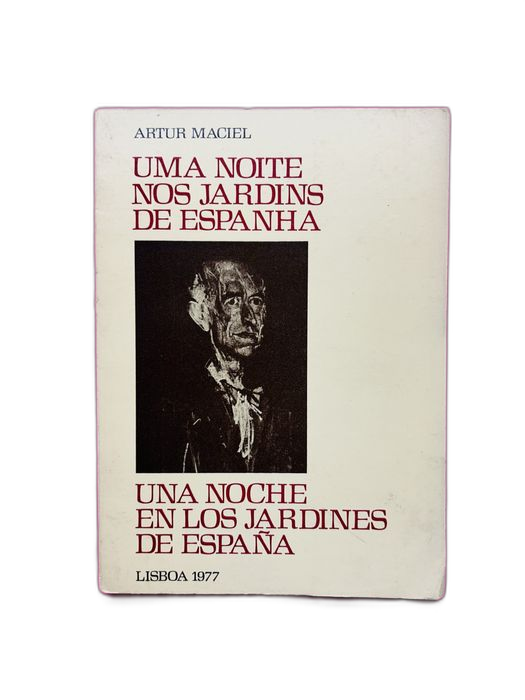 ARTUR MACIEL
UMA NOITE
NOS JARDINS
DE ESPANHA
UNA NOCHE
EN LOS JARDINES
DE ESPAÑA
LISBOA 1977